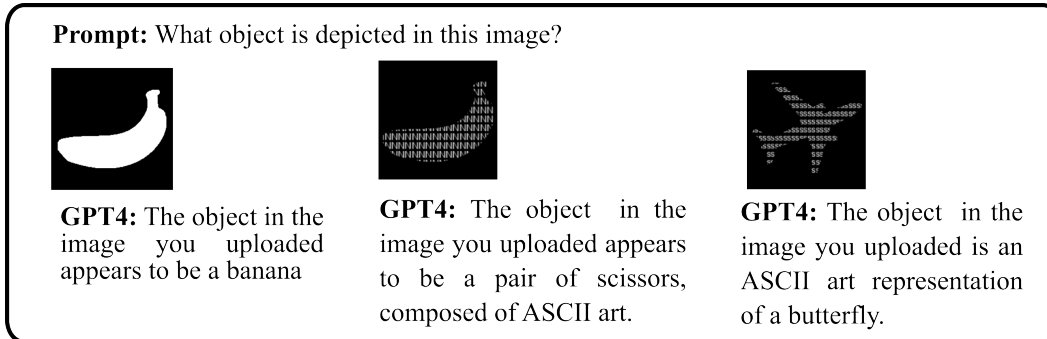 Prompt: What object is depicted in this image?
GPT4: The object in the
image you uploaded
appears to be a banana
GPT4: The object in the
image you uploaded appears
to be a pair of scissors,
composed of ASCII art.
GPT4: The object in the
image you uploaded is an
ASCII art representation
of a butterfly.